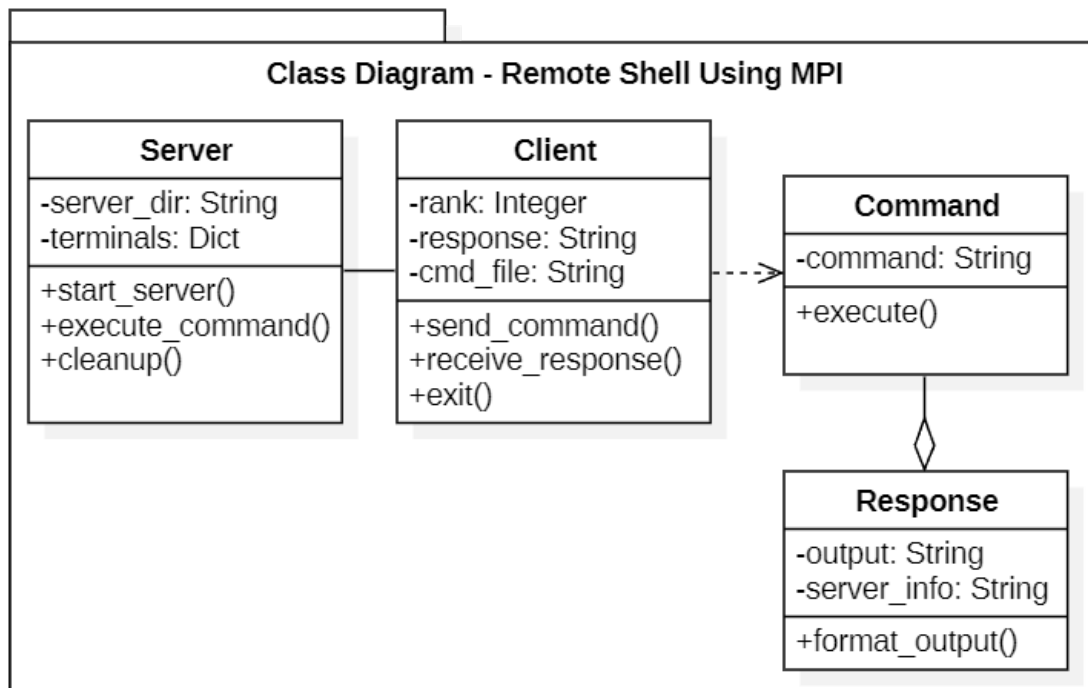 Class Diagram - Remote Shell Using MPI
Server
-server_dir: String
-terminals: Dict
+start_server()
+execute_command()
+cleanup()
Client
-rank: Integer
-response: String
-cmd_file: String
+send_command()
+receive_response()
+exit()
Command
-command: String
+execute()
Response
-output: String
-server_info: String
+format_output()